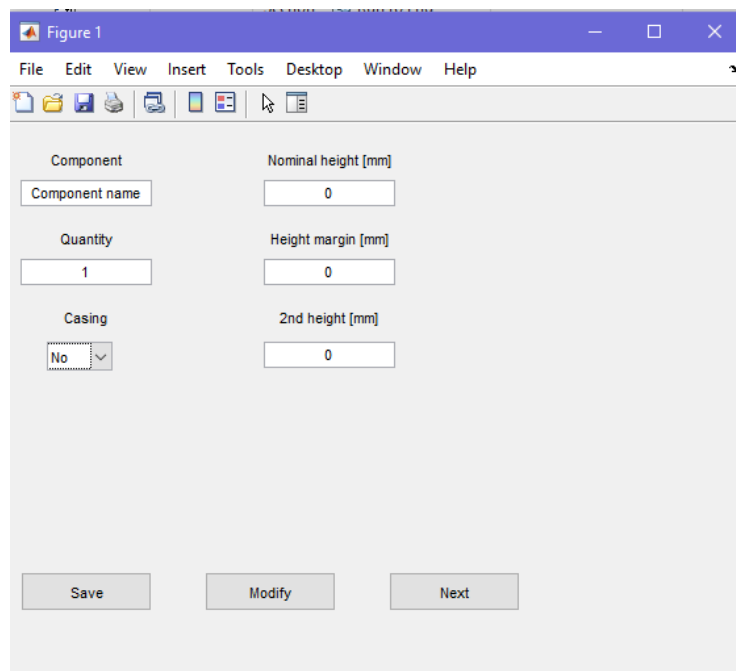 Figure 1
File Edit View Insert Tools Desktop Window Help
Component Nominal height [mm]
Component name 0
Quantity Height margin [mm]
1 0
Casing 2nd height [mm]
No 0
Save Modify Next